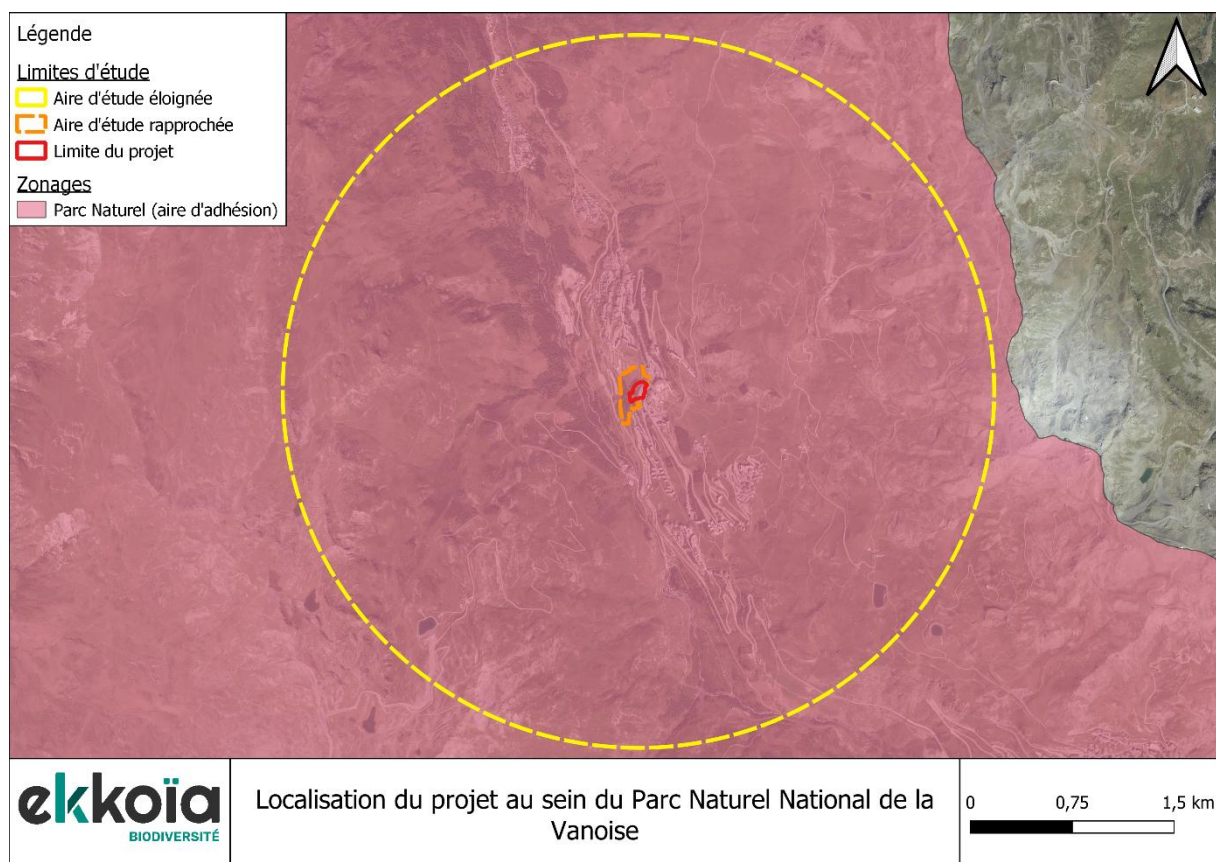 Légende
Limites d'étude
Aire d'étude éloignée
Aire d'étude rapprochée
Limite du projet
Zonages
Parc Naturel (aire d'adhésion)
ekkoïa
BIODIVERSITÉ
Localisation du projet au sein du Parc Naturel National de la
Vanoise
0 0,75 1,5 km